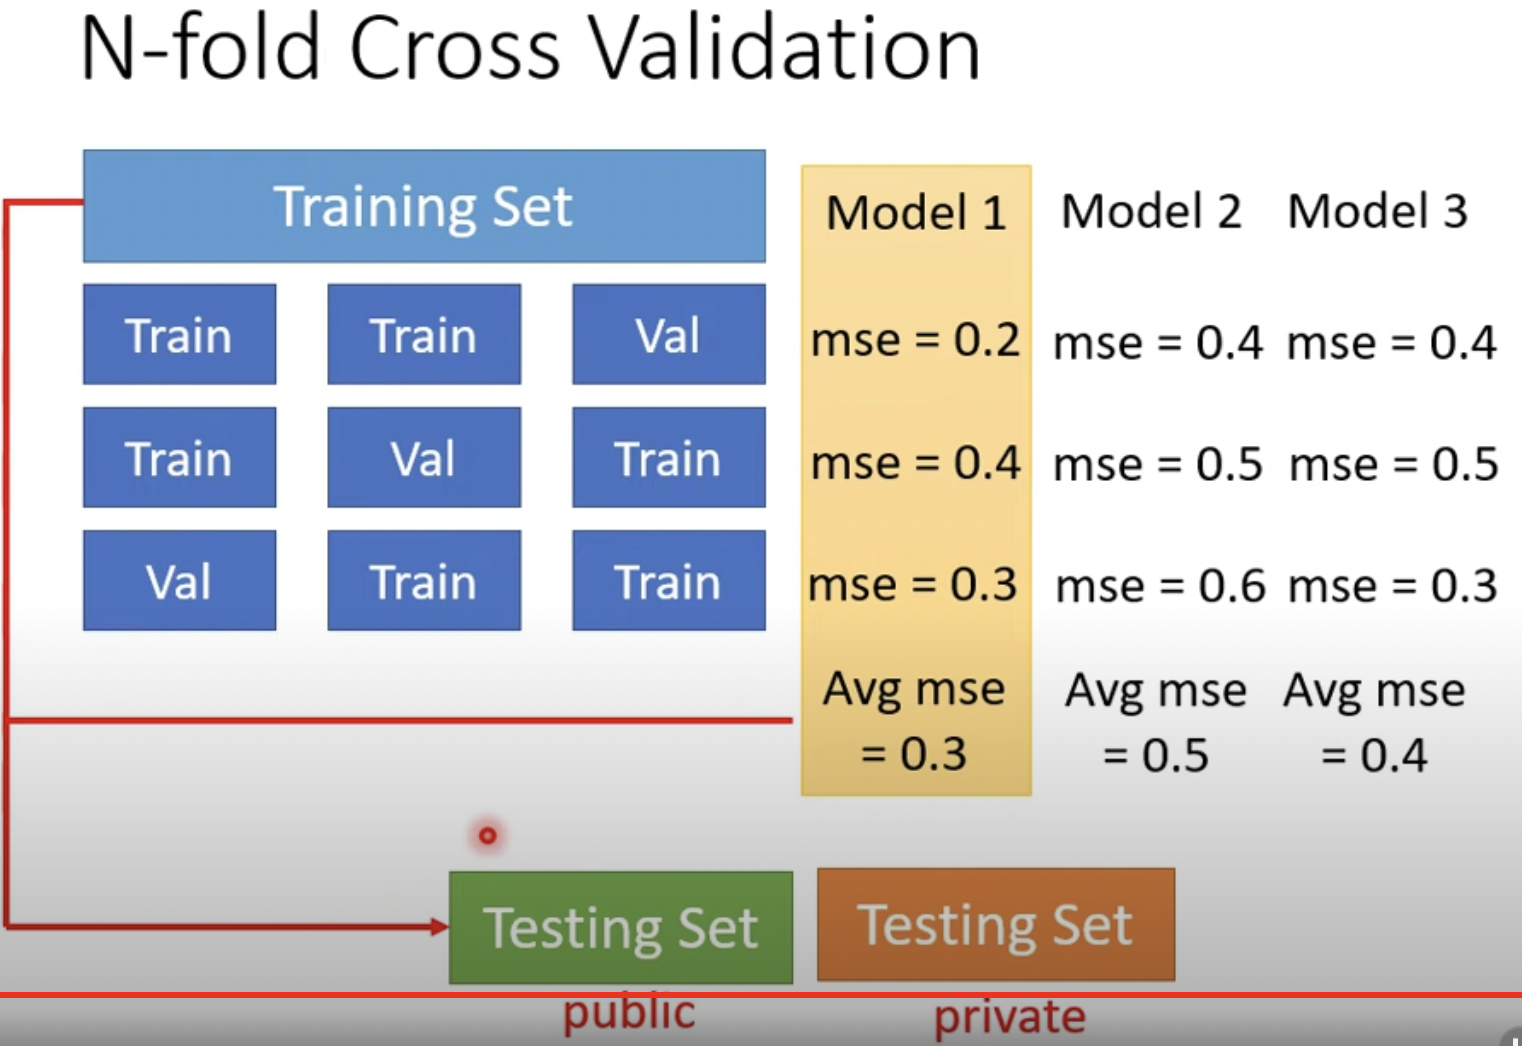 N-fold Cross Validation
Training Set
Model 1 Model 2 Model 3
Train Train Val mse = 0.2 mse = 0.4 mse = 0.4
Train Val Train mse = 0.4 mse = 0.5 mse = 0.5
Val Train Train mse = 0.3 mse = 0.6 mse = 0.3
Avg mse Avg mse Avg mse
= 0.3 = 0.5 = 0.4
Testing Set Testing Set
public private